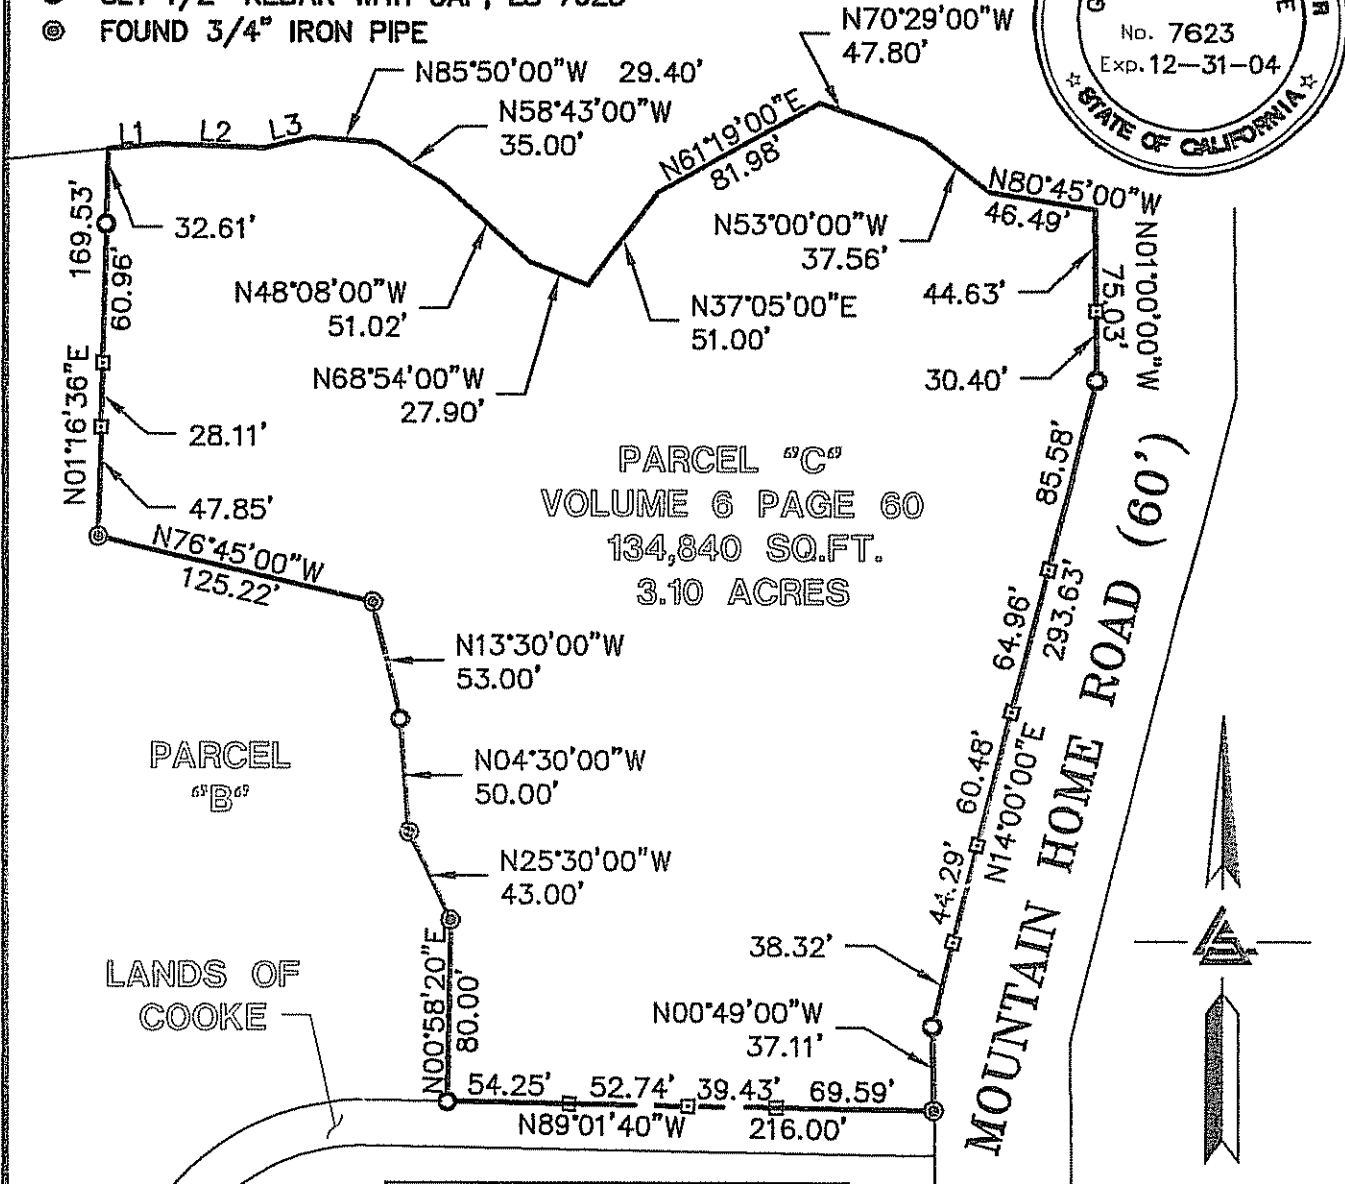 FOUND 3/4" IRON PIPE
N70°29'00"W
47.80'
No. 7623
Exp. 12-31-04
STATE OF CALIFORNIA
N85°50'00"W 29.40'
N58°43'00"W
35.00'
L1 L2 L3
N61°19'00"E
81.98'
N80°45'00"W
46.49'
169.53'
32.61'
60.96'
N53°00'00"W
37.56'
N01°00'00"W
75.03'
44.63'
N48°08'00"W
51.02'
N37°05'00"E
51.00'
N68°54'00"W
27.90'
30.40'
N01°16'36"E
28.11'
47.85'
PARCEL "C"
VOLUME 6 PAGE 60
134,840 SQ.FT.
3.10 ACRES
85.58'
N76°45'00"W
125.22'
64.96'
293.63'
MOUNTAIN HOME ROAD (60')
N13°30'00"W
53.00'
PARCEL
"B"
N04°30'00"W
50.00'
60.48'
N14°00'00"E
N25°30'00"W
43.00'
44.29'
38.32'
LANDS OF
COOKE
N00°58'20"E
80.00'
N00°49'00"W
37.11'
54.25' 52.74' 39.43' 69.59'
N89°01'40"W 216.00'